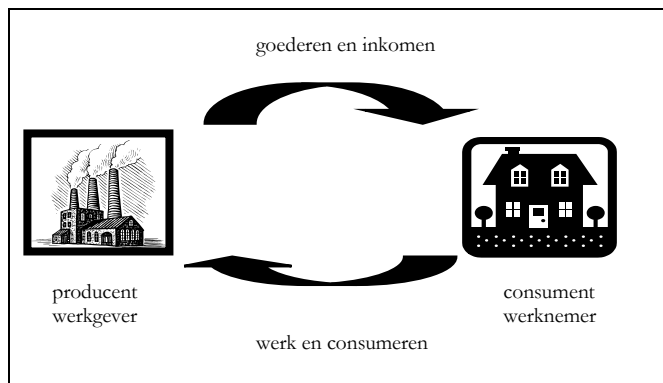 goederen en inkomen
producent
werkgever
consument
werknemer
werk en consumeren